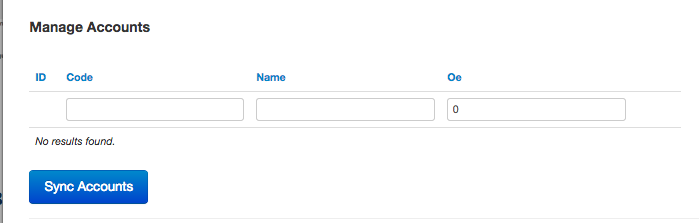 Manage Accounts
ID Code Name Oe
0
No results found.
Sync Accounts